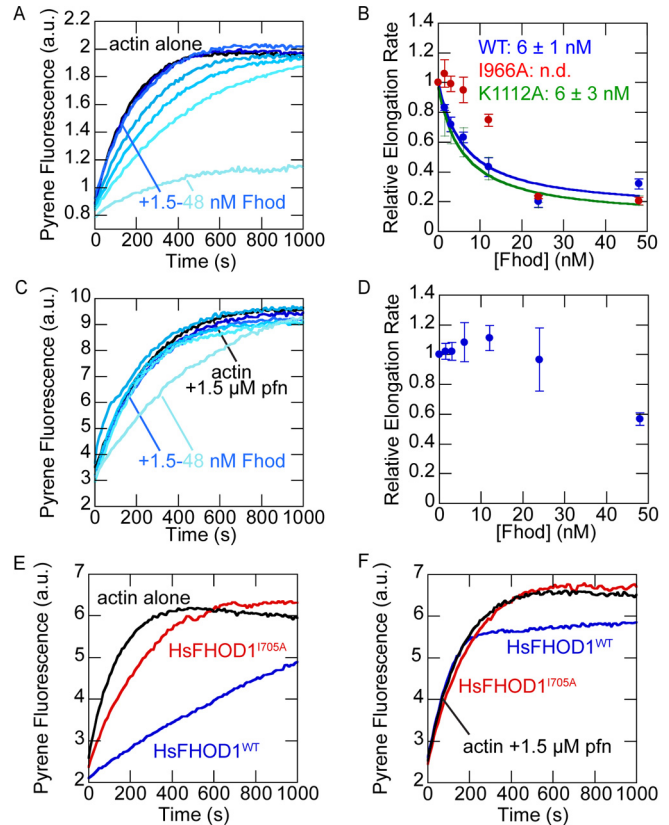 A
Pyrene Fluorescence (a.u.)
2.2
2
1.8
1.6
1.4
1.2
1
0.8
actin alone
+1.5-48 nM Fhod
0 200 400 600 800 1000
Time (s)
B
Relative Elongation Rate
1.4
1.2
1
0.8
0.6
0.4
0.2
0
WT: 6 ± 1 nM
I966A: n.d.
K1112A: 6 ± 3 nM
0 10 20 30 40 50
[Fhod] (nM)
C
Pyrene Fluorescence (a.u.)
10
9
8
7
6
5
4
3
2
actin
+1.5 µM pfn
+1.5-48 nM Fhod
0 200 400 600 800 1000
Time (s)
D
Relative Elongation Rate
1.4
1.2
1
0.8
0.6
0.4
0.2
0
0 10 20 30 40 50
[Fhod] (nM)
E
Pyrene Fluorescence (a.u.)
7
6
5
4
3
2
actin alone
HsFHOD1I705A
HsFHOD1WT
0 200 400 600 800 1000
Time (s)
F
Pyrene Fluorescence (a.u.)
7
6
5
4
3
2
HsFHOD1WT
HsFHOD1I705A
actin +1.5 µM pfn
0 200 400 600 800 1000
Time (s)